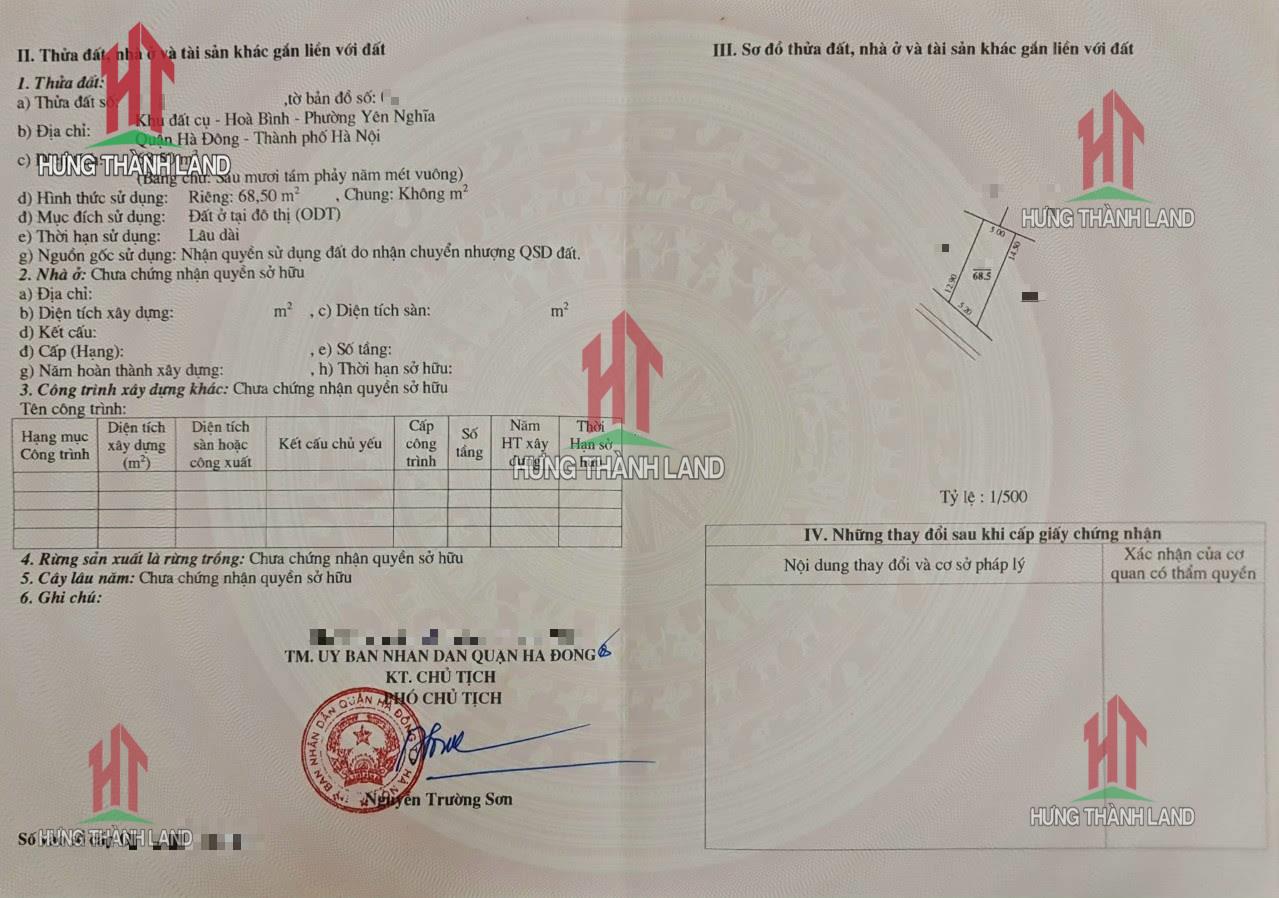 II. Thửa đất, nhà ở và tài sản khác gắn liền với đất
1. Thửa đất:
a) Thửa đất số: ,tờ bản đồ số:
b) Địa chỉ: Khu đất cụ - Hoà Bình - Phường Yên Nghĩa
Quận Hà Đông - Thành phố Hà Nội
c)
(Bằng chữ: Sáu mươi tám phảy năm mét vuông)
d) Hình thức sử dụng: Riêng: 68,50 m² , Chung: Không m²
đ) Mục đích sử dụng: Đất ở tại đô thị (ODT)
e) Thời hạn sử dụng: Lâu dài
g) Nguồn gốc sử dụng: Nhận quyền sử dụng đất do nhận chuyển nhượng QSD đất.
2. Nhà ở: Chưa chứng nhận quyền sở hữu
a) Địa chỉ:
b) Diện tích xây dựng: m² , c) Diện tích sàn: m²
d) Kết cấu:
đ) Cấp (Hạng): , e) Số tầng:
g) Năm hoàn thành xây dựng: , h) Thời hạn sở hữu:
3. Công trình xây dựng khác: Chưa chứng nhận quyền sở hữu
Tên công trình:
Hạng mục Công trình
Diện tích xây dựng (m²)
Diện tích sàn hoặc công xuất
Kết cấu chủ yếu
Cấp công trình
Số tầng
Năm HT xây dựng
Thời Hạn sở hữu
4. Rừng sản xuất là rừng trồng: Chưa chứng nhận quyền sở hữu
5. Cây lâu năm: Chưa chứng nhận quyền sở hữu
6. Ghi chú:
TM. UY BAN NHAN DAN QUẬN HA ĐONG
KT. CHỦ TỊCH
PHÓ CHỦ TỊCH
Nguyễn Trường Sơn
III. Sơ đồ thửa đất, nhà ở và tài sản khác gắn liền với đất
5.00
14.50
68.5
12.90
5.20
Tỷ lệ : 1/500
IV. Những thay đổi sau khi cấp giấy chứng nhận
Nội dung thay đổi và cơ sở pháp lý
Xác nhận của cơ quan có thẩm quyền
HT
HƯNG THÀNH LAND
HT
HƯNG THÀNH LAND
HT
HƯNG THÀNH LAND
HT
HƯNG THÀNH LAND
HT
HƯNG THÀNH LAND